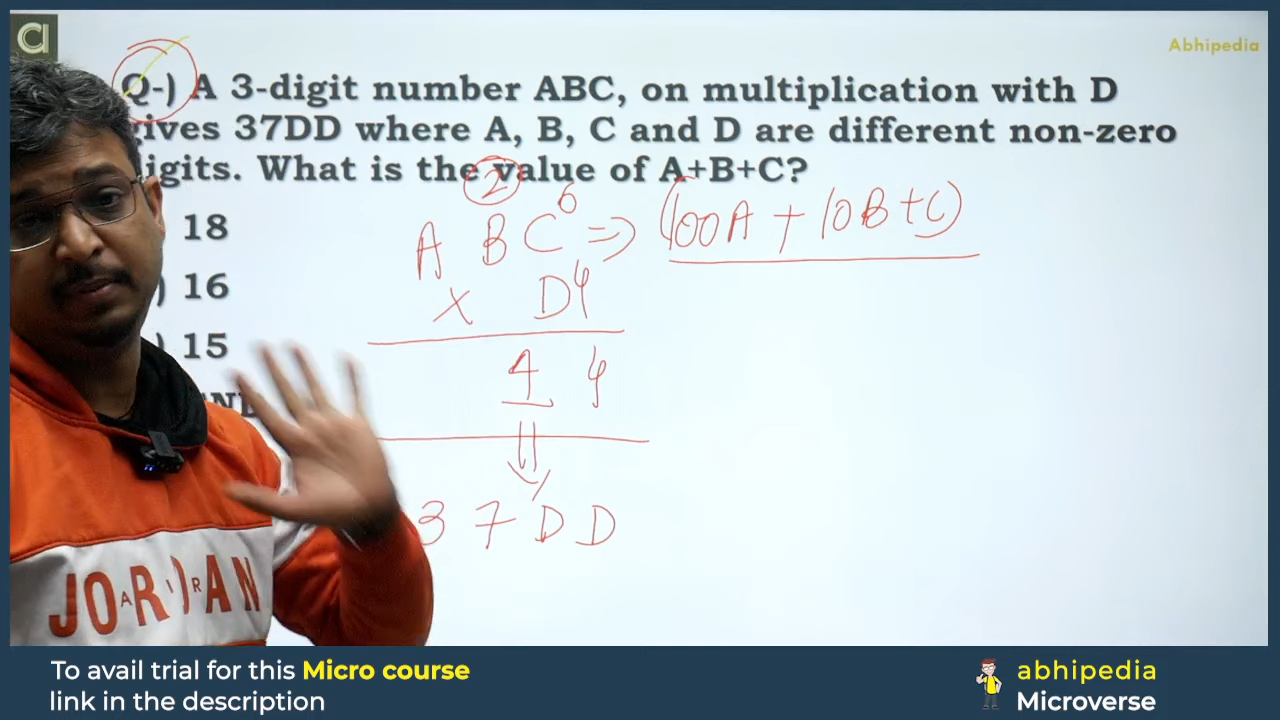 Abhipedia
Q-) A 3-digit number ABC, on multiplication with D
gives 37DD where A, B, C and D are different non-zero
digits. What is the value of A+B+C?
2
6
A B C => (100A + 10B + C)
18
) 16
X D 4
) 15
4 4
3 7 D D
JORDAN
AIR
To avail trial for this Micro course
link in the description
abhipedia
Microverse